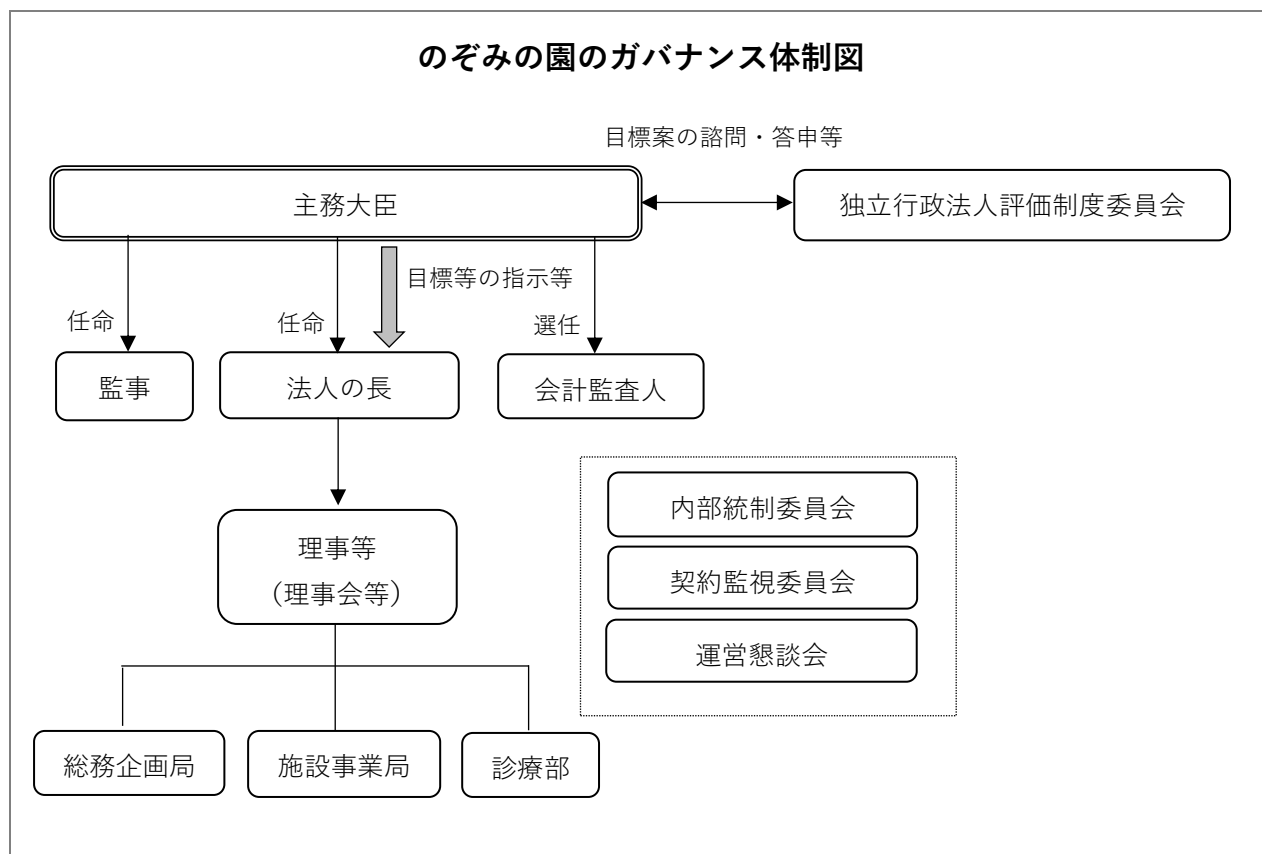 のぞみの園のガバナンス体制図
目標案の諮問・答申等
主務大臣
独立行政法人評価制度委員会
目標等の指示等
任命
任命
選任
監事
法人の長
会計監査人
内部統制委員会
理事等
（理事会等）
契約監視委員会
運営懇談会
総務企画局
施設事業局
診療部